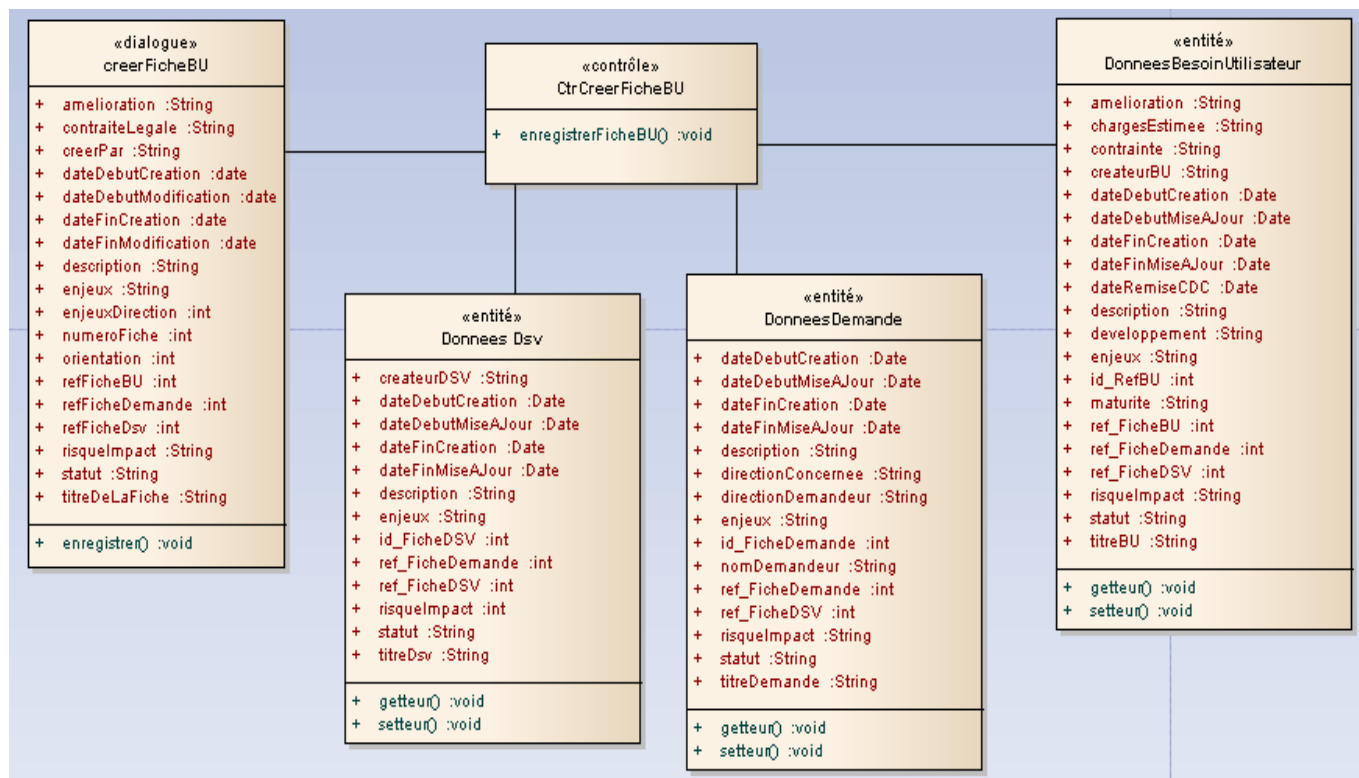 «dialogue»
creerFicheBU
+ amelioration :String
+ contraiteLegale :String
+ creerPar :String
+ dateDebutCreation :date
+ dateDebutModification :date
+ dateFinCreation :date
+ dateFinModification :date
+ description :String
+ enjeux :String
+ enjeuxDirection :int
+ numeroFiche :int
+ orientation :int
+ refFicheBU :int
+ refFicheDemande :int
+ refFicheDsv :int
+ risqueImpact :String
+ statut :String
+ titreDeLaFiche :String
+ enregistrer() :void
«contrôle»
CtrCreerFicheBU
+ enregistrerFicheBU() :void
«entité»
Donnees Dsv
+ createurDSV :String
+ dateDebutCreation :Date
+ dateDebutMiseAJour :Date
+ dateFinCreation :Date
+ dateFinMiseAJour :Date
+ description :String
+ enjeux :String
+ id_FicheDSV :int
+ ref_FicheDemande :int
+ ref_FicheDSV :int
+ risqueImpact :int
+ statut :String
+ titreDsv :String
+ getteur() :void
+ setteur() :void
«entité»
DonneesDemande
+ dateDebutCreation :Date
+ dateDebutMiseAJour :Date
+ dateFinCreation :Date
+ dateFinMiseAJour :Date
+ description :String
+ directionConcernee :String
+ directionDemandeur :String
+ enjeux :String
+ id_FicheDemande :int
+ nomDemandeur :String
+ ref_FicheDemande :int
+ ref_FicheDSV :int
+ risqueImpact :String
+ statut :String
+ titreDemande :String
+ getteur() :void
+ setteur() :void
«entité»
DonneesBesoinUtilisateur
+ amelioration :String
+ chargesEstimee :String
+ contrainte :String
+ createurBU :String
+ dateDebutCreation :Date
+ dateDebutMiseAJour :Date
+ dateFinCreation :Date
+ dateFinMiseAJour :Date
+ dateRemiseCDC :Date
+ description :String
+ developpement :String
+ enjeux :String
+ id_RefBU :int
+ maturite :String
+ ref_FicheBU :int
+ ref_FicheDemande :int
+ ref_FicheDSV :int
+ risqueImpact :String
+ statut :String
+ titreBU :String
+ getteur() :void
+ setteur() :void